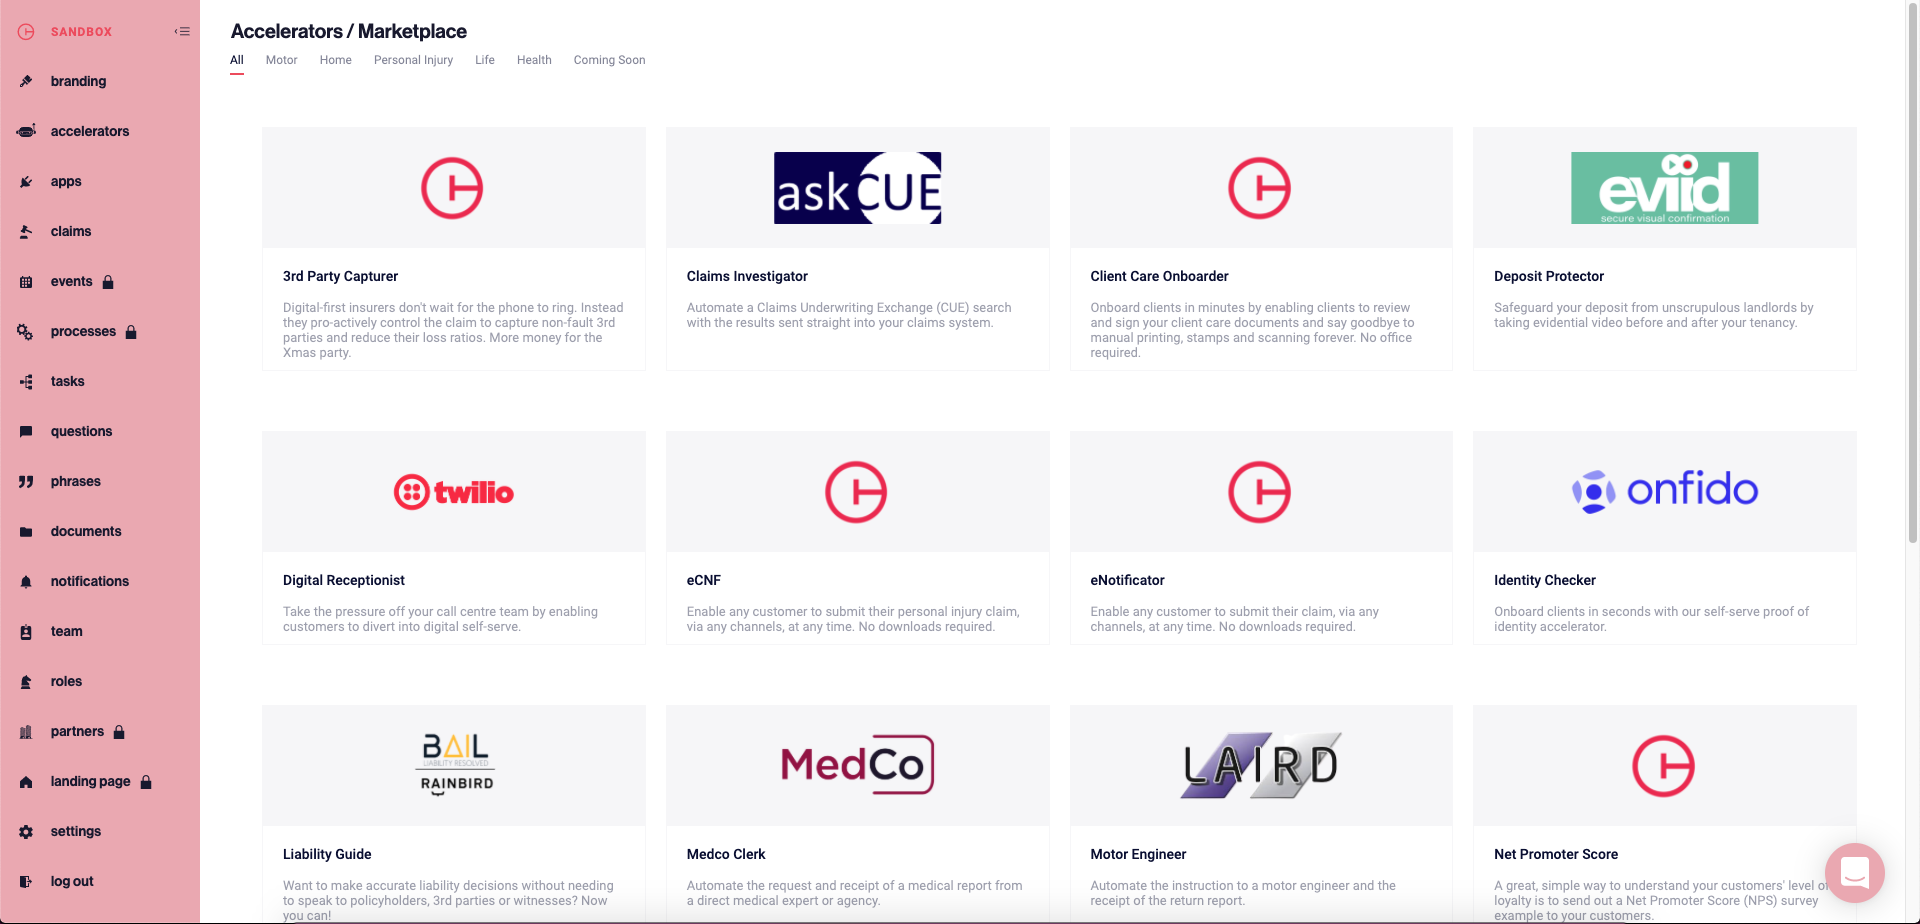 SANDBOX
branding
accelerators
apps
claims
events
processes
tasks
questions
phrases
documents
notifications
team
roles
partners
landing page
settings
log out
Accelerators / Marketplace
All Motor Home Personal Injury Life Health Coming Soon
3rd Party Capturer
Digital-first insurers don't wait for the phone to ring. Instead
they pro-actively control the claim to capture non-fault 3rd
parties and reduce their loss ratios. More money for the
Xmas party.
askCUE
Claims Investigator
Automate a Claims Underwriting Exchange (CUE) search
with the results sent straight into your claims system.
Client Care Onboarder
Onboard clients in minutes by enabling clients to review
and sign your client care documents and say goodbye to
manual printing, stamps and scanning forever. No office
required.
eviid
secure visual confirmation
Deposit Protector
Safeguard your deposit from unscrupulous landlords by
taking evidential video before and after your tenancy.
twilio
Digital Receptionist
Take the pressure off your call centre team by enabling
customers to divert into digital self-serve.
eCNF
Enable any customer to submit their personal injury claim,
via any channels, at any time. No downloads required.
eNotificator
Enable any customer to submit their claim, via any
channels, at any time. No downloads required.
onfido
Identity Checker
Onboard clients in seconds with our self-serve proof of
identity accelerator.
BAIL
LIABILITY RESOLVED
RAINBIRD
Liability Guide
Want to make accurate liability decisions without needing
to speak to policyholders, 3rd parties or witnesses? Now
you can!
MedCo
Medco Clerk
Automate the request and receipt of a medical report from
a direct medical expert or agency.
LAIRD
Motor Engineer
Automate the instruction to a motor engineer and the
receipt of the return report.
Net Promoter Score
A great, simple way to understand your customers' level of
loyalty is to send out a Net Promoter Score (NPS) survey
example to your customers.